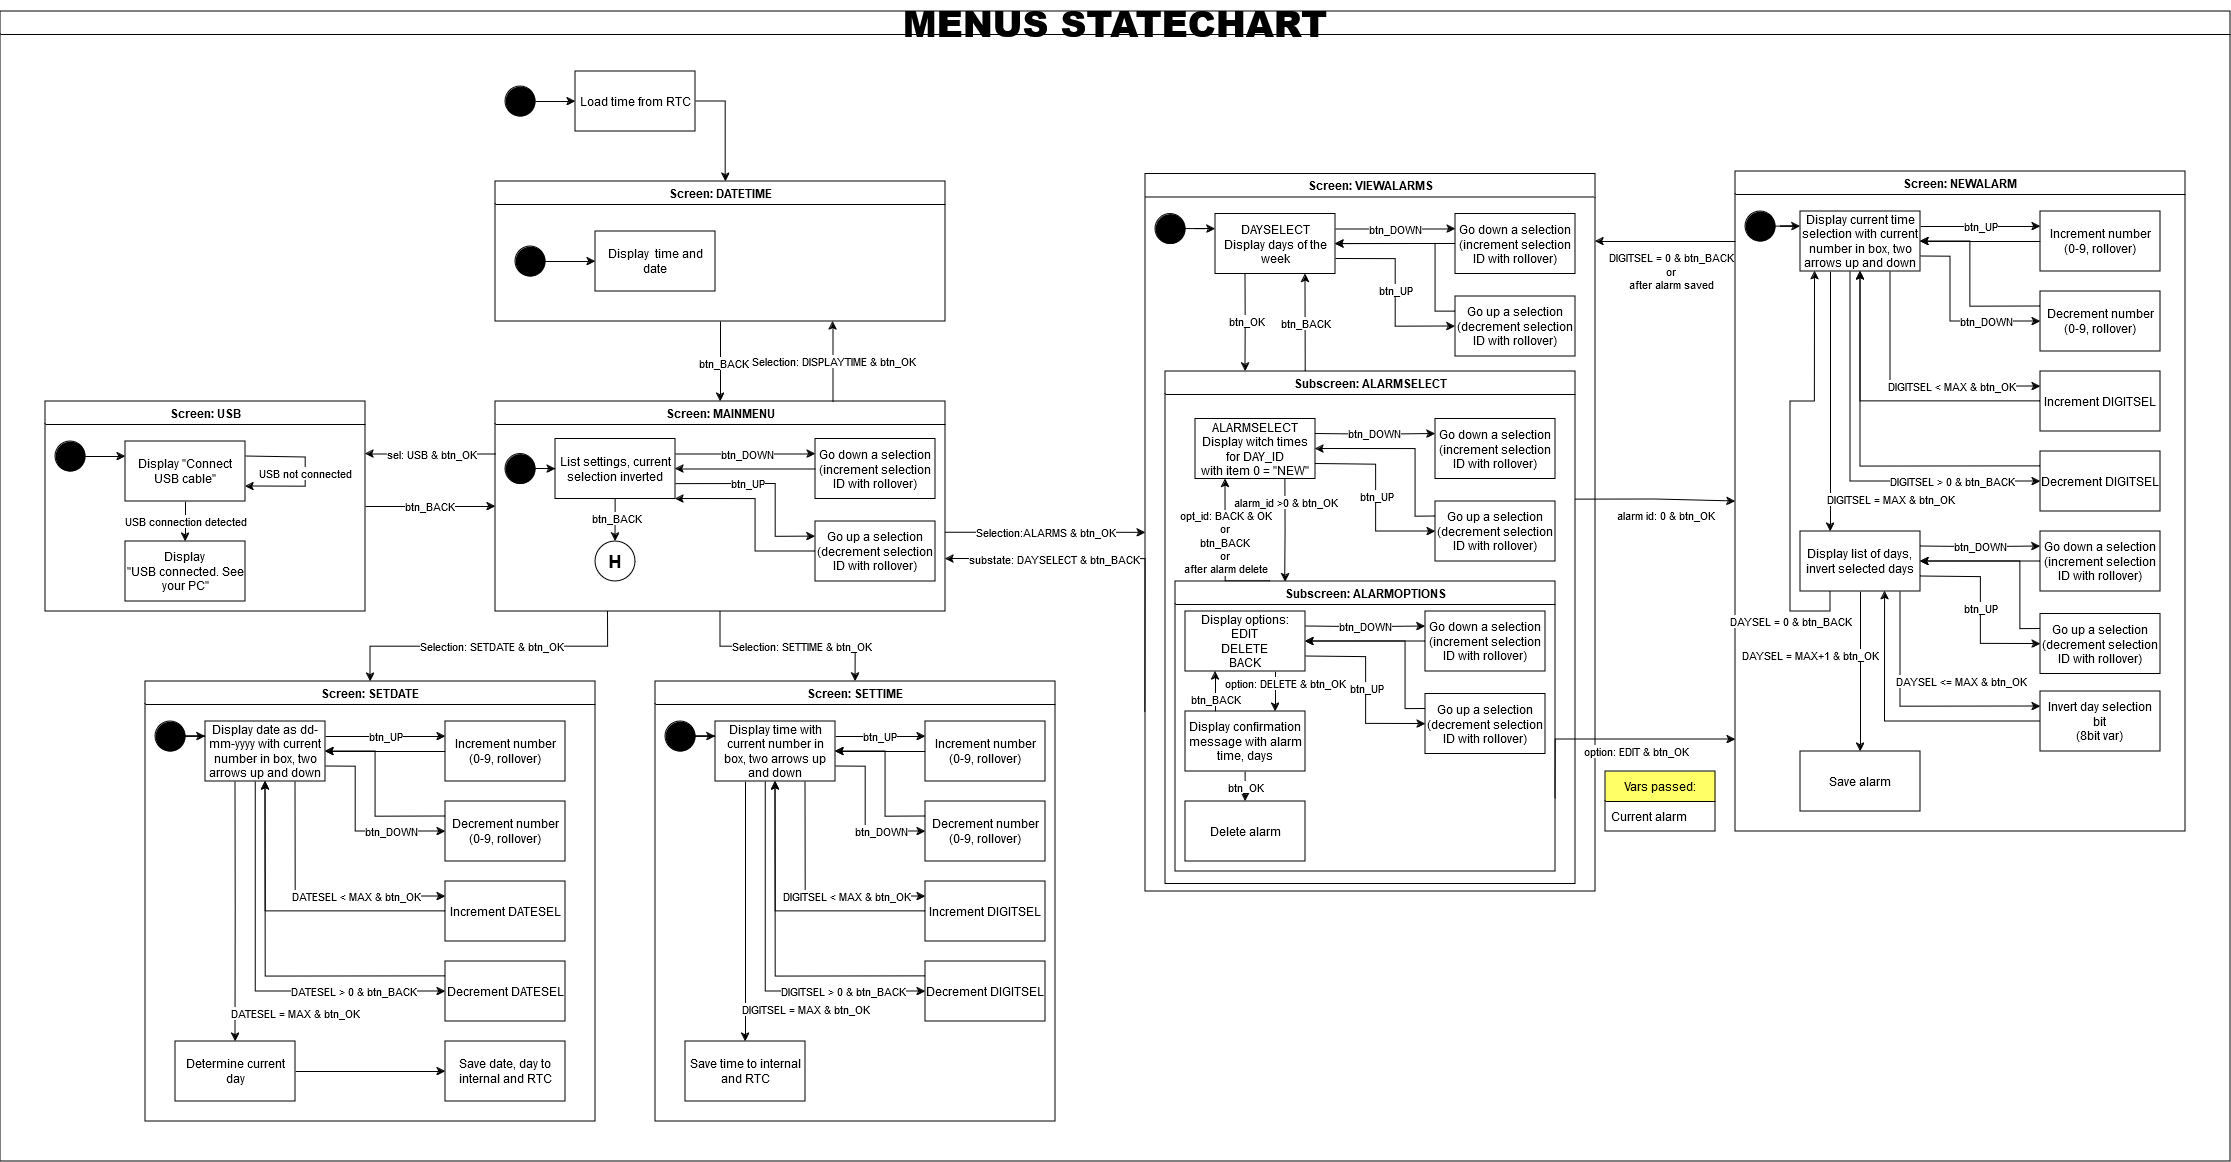 MENUS STATECHART
Load time from RTC
Screen: DATETIME
Display time and
date
btn_BACK
Selection: DISPLAYTIME & btn_OK
Screen: USB
Display "Connect
USB cable"
USB not connected
USB connection detected
Display
"USB connected. See
your PC"
sel: USB & btn_OK
btn_BACK
Screen: MAINMENU
List settings, current
selection inverted
btn_DOWN
Go down a selection
(increment selection
ID with rollover)
btn_UP
Go up a selection
(decrement selection
ID with rollover)
btn_BACK
H
Selection:ALARMS & btn_OK
substate: DAYSELECT & btn_BACK
Selection: SETDATE & btn_OK
Selection: SETTIME & btn_OK
Screen: SETDATE
Display date as dd-
mm-yyyy with current
number in box, two
arrows up and down
btn_UP
Increment number
(0-9, rollover)
btn_DOWN
Decrement number
(0-9, rollover)
DATESEL < MAX & btn_OK
Increment DATESEL
DATESEL > 0 & btn_BACK
Decrement DATESEL
DATESEL = MAX & btn_OK
Determine current
day
Save date, day to
internal and RTC
Screen: SETTIME
Display time with
current number in
box, two arrows up
and down
btn_UP
Increment number
(0-9, rollover)
btn_DOWN
Decrement number
(0-9, rollover)
DIGITSEL < MAX & btn_OK
Increment DIGITSEL
DIGITSEL > 0 & btn_BACK
Decrement DIGITSEL
DIGITSEL = MAX & btn_OK
Save time to internal
and RTC
Screen: VIEWALARMS
DAYSELECT
Display days of the
week
btn_DOWN
Go down a selection
(increment selection
ID with rollover)
btn_UP
Go up a selection
(decrement selection
ID with rollover)
btn_OK
btn_BACK
Subscreen: ALARMSELECT
ALARMSELECT
Display witch times
for DAY_ID
with item 0 = "NEW"
btn_DOWN
Go down a selection
(increment selection
ID with rollover)
btn_UP
Go up a selection
(decrement selection
ID with rollover)
alarm_id >0 & btn_OK
opt_id: BACK & OK
or
btn_BACK
or
after alarm delete
Subscreen: ALARMOPTIONS
Display options:
EDIT
DELETE
BACK
btn_DOWN
Go down a selection
(increment selection
ID with rollover)
btn_UP
Go up a selection
(decrement selection
ID with rollover)
option: DELETE & btn_OK
btn_BACK
Display confirmation
message with alarm
time, days
btn_OK
Delete alarm
DIGITSEL = 0 & btn_BACK
or
after alarm saved
alarm id: 0 & btn_OK
option: EDIT & btn_OK
Vars passed:
Current alarm
Screen: NEWALARM
Display current time
selection with current
number in box, two
arrows up and down
btn_UP
Increment number
(0-9, rollover)
btn_DOWN
Decrement number
(0-9, rollover)
DIGITSEL < MAX & btn_OK
Increment DIGITSEL
DIGITSEL > 0 & btn_BACK
Decrement DIGITSEL
DIGITSEL = MAX & btn_OK
Display list of days,
invert selected days
btn_DOWN
Go down a selection
(increment selection
ID with rollover)
btn_UP
Go up a selection
(decrement selection
ID with rollover)
DAYSEL = 0 & btn_BACK
DAYSEL = MAX+1 & btn_OK
DAYSEL <= MAX & btn_OK
Invert day selection
bit
(8bit var)
Save alarm